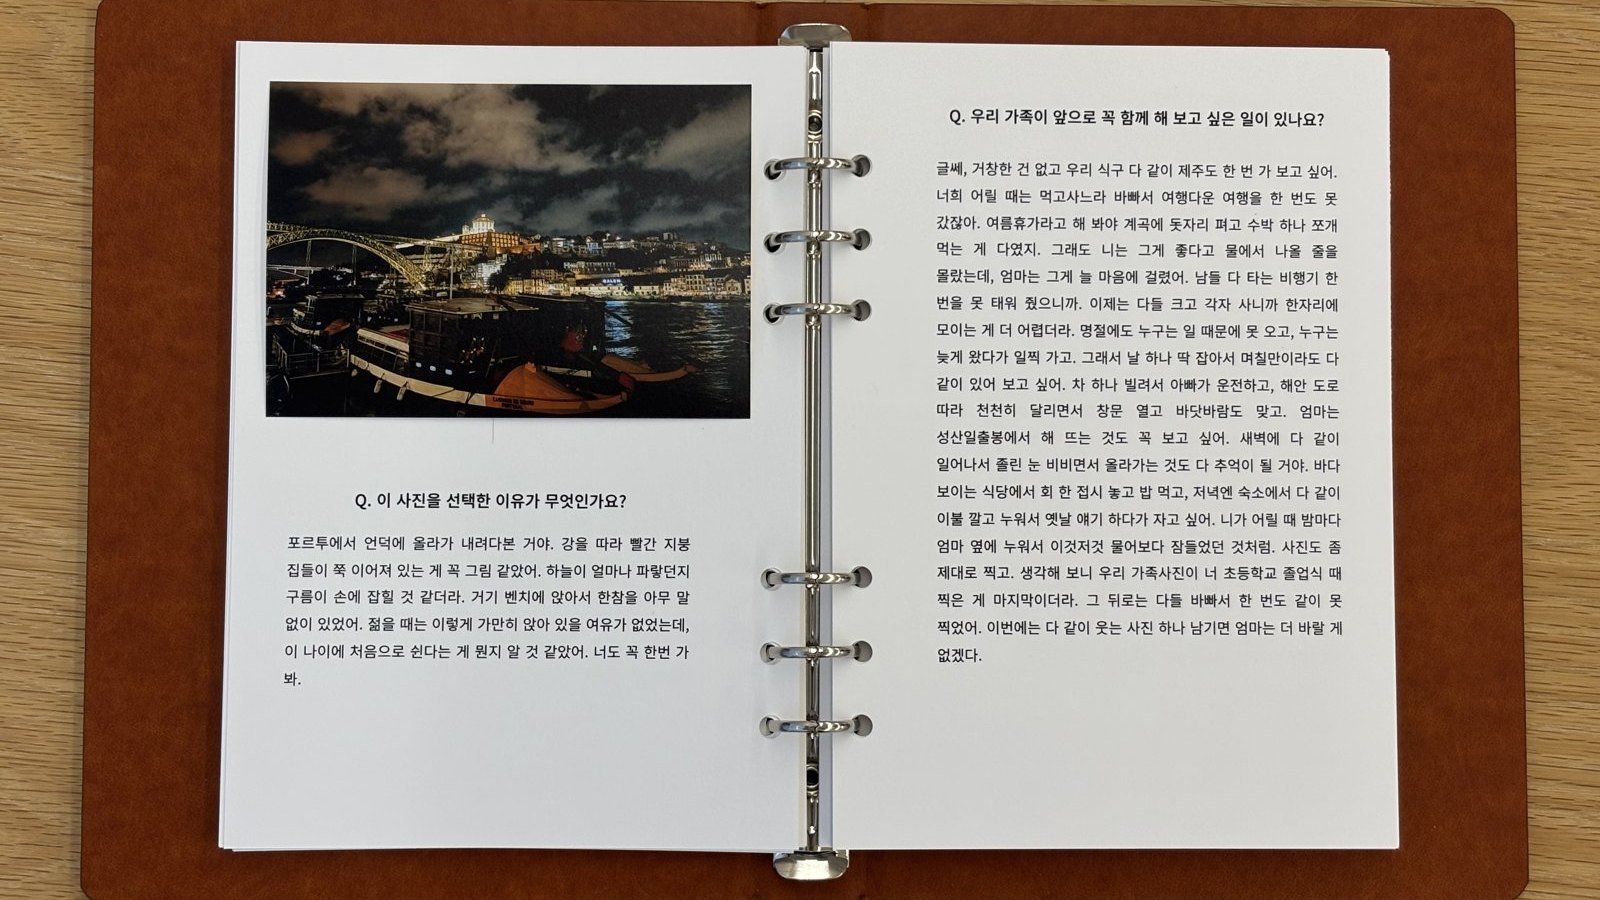 CALEM
Q. 이 사진을 선택한 이유가 무엇인가요?
포르투에서 언덕에 올라가 내려다본 거야. 강을 따라 빨간 지붕
집들이 쭉 이어져 있는 게 꼭 그림 같았어. 하늘이 얼마나 파랗던지
구름이 손에 잡힐 것 같더라. 거기 벤치에 앉아서 한참을 아무 말
없이 있었어. 젊을 때는 이렇게 가만히 앉아 있을 여유가 없었는데,
이 나이에 처음으로 쉰다는 게 뭔지 알 것 같았어. 너도 꼭 한번 가
봐.
Q. 우리 가족이 앞으로 꼭 함께 해 보고 싶은 일이 있나요?
글쎄, 거창한 건 없고 우리 식구 다 같이 제주도 한 번 가 보고 싶어.
너희 어릴 때는 먹고사느라 바빠서 여행다운 여행을 한 번도 못
갔잖아. 여름휴가라고 해 봐야 계곡에 돗자리 펴고 수박 하나 쪼개
먹는 게 다였지. 그래도 니는 그게 좋다고 물에서 나올 줄을
몰랐는데, 엄마는 그게 늘 마음에 걸렸어. 남들 다 타는 비행기 한
번을 못 태워 줬으니까. 이제는 다들 크고 각자 사니까 한자리에
모이는 게 더 어렵더라. 명절에도 누구는 일 때문에 못 오고, 누구는
늦게 왔다가 일찍 가고. 그래서 날 하나 딱 잡아서 며칠만이라도 다
같이 있어 보고 싶어. 차 하나 빌려서 아빠가 운전하고, 해안 도로
따라 천천히 달리면서 창문 열고 바닷바람도 맞고. 엄마는
성산일출봉에서 해 뜨는 것도 꼭 보고 싶어. 새벽에 다 같이
일어나서 졸린 눈 비비면서 올라가는 것도 다 추억이 될 거야. 바다
보이는 식당에서 회 한 접시 놓고 밥 먹고, 저녁엔 숙소에서 다 같이
이불 깔고 누워서 옛날 얘기 하다가 자고 싶어. 니가 어릴 때 밤마다
엄마 옆에 누워서 이것저것 물어보다 잠들었던 것처럼. 사진도 좀
제대로 찍고. 생각해 보니 우리 가족사진이 너 초등학교 졸업식 때
찍은 게 마지막이더라. 그 뒤로는 다들 바빠서 한 번도 같이 못
찍었어. 이번에는 다 같이 웃는 사진 하나 남기면 엄마는 더 바랄 게
없겠다.